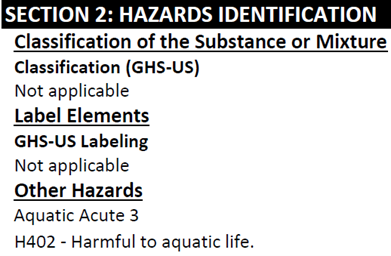 SECTION 2: HAZARDS IDENTIFICATION
Classification of the Substance or Mixture
Classification (GHS-US)
Not applicable
Label Elements
GHS-US Labeling
Not applicable
Other Hazards
Aquatic Acute 3
H402 - Harmful to aquatic life.